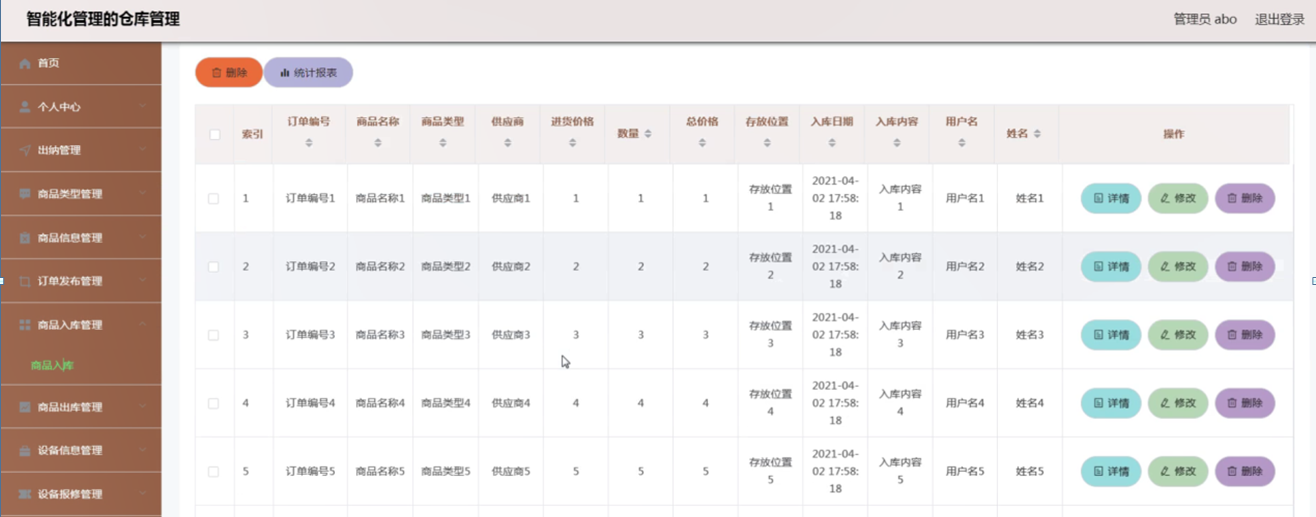 智能化管理的仓库管理
管理员 abo 退出登录
首页
个人中心
出纳管理
商品类型管理
商品信息管理
订单发布管理
商品入库管理
商品入库
商品出库管理
设备信息管理
设备报修管理
删除 统计报表
索引 订单编号 商品名称 商品类型 供应商 进货价格 数量 总价格 存放位置 入库日期 入库内容 用户名 姓名 操作
1 订单编号1 商品名称1 商品类型1 供应商1 1 1 1 存放位置1 2021-04-02 17:58:18 入库内容1 用户名1 姓名1 详情 修改 删除
2 订单编号2 商品名称2 商品类型2 供应商2 2 2 2 存放位置2 2021-04-02 17:58:18 入库内容2 用户名2 姓名2 详情 修改 删除
3 订单编号3 商品名称3 商品类型3 供应商3 3 3 3 存放位置3 2021-04-02 17:58:18 入库内容3 用户名3 姓名3 详情 修改 删除
4 订单编号4 商品名称4 商品类型4 供应商4 4 4 4 存放位置4 2021-04-02 17:58:18 入库内容4 用户名4 姓名4 详情 修改 删除
5 订单编号5 商品名称5 商品类型5 供应商5 5 5 5 存放位置5 2021-04-02 17:58:18 入库内容5 用户名5 姓名5 详情 修改 删除